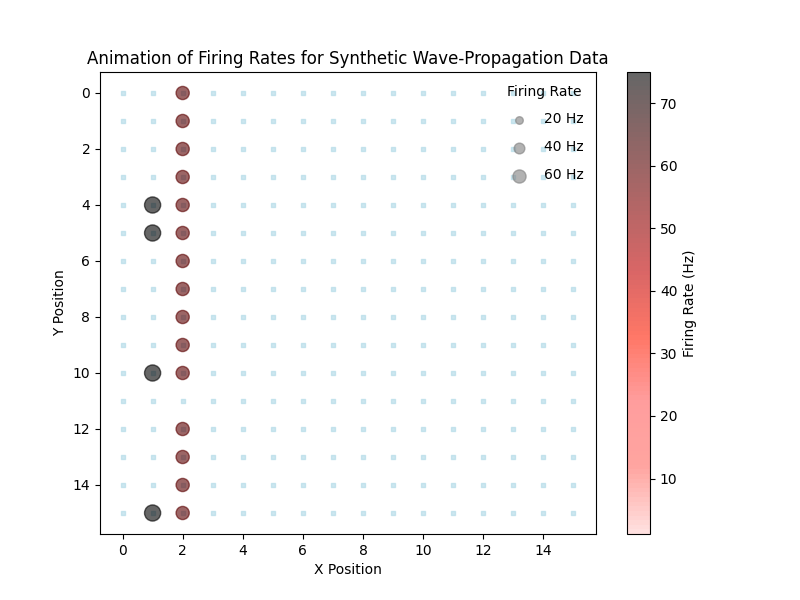 Animation of Firing Rates for Synthetic Wave-Propagation Data
Firing Rate
20 Hz
40 Hz
60 Hz
0
2
4
6
8
10
12
14
Y Position
0 2 4 6 8 10 12 14
X Position
70
60
50
40
30
20
10
Firing Rate (Hz)